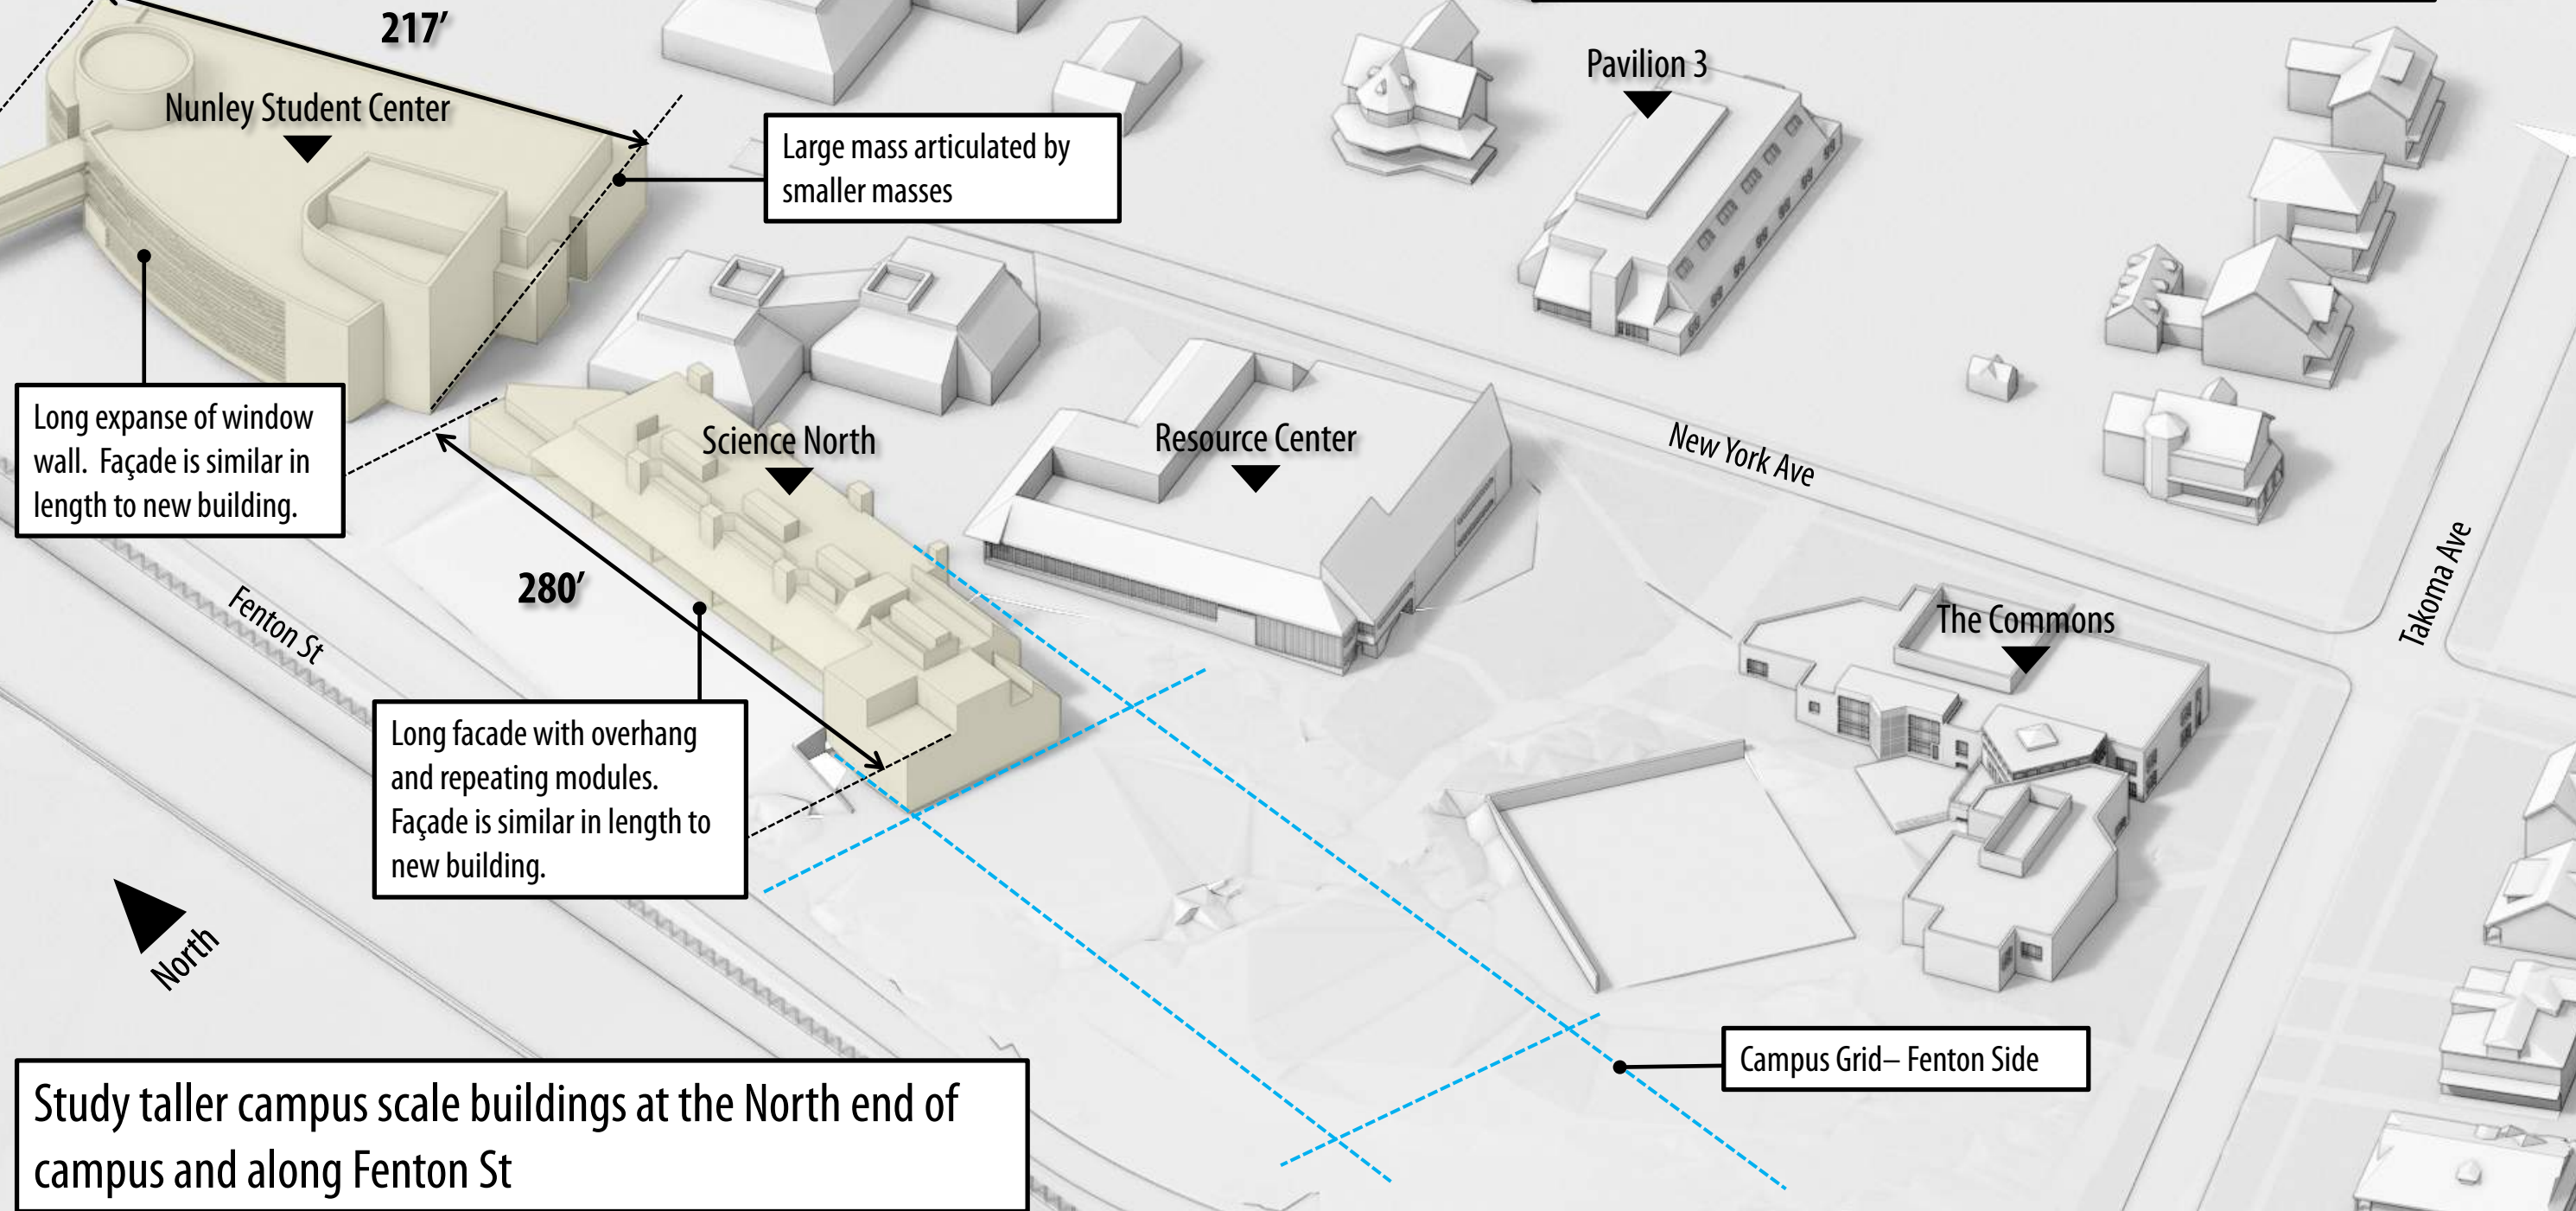 217′
Pavilion 3
Nunley Student Center
Large mass articulated by
smaller masses
Long expanse of window
wall.  Façade is similar in
length to new building.
Science North
Resource Center
New York Ave
Takoma Ave
280′
Fenton St
The Commons
Long facade with overhang
and repeating modules.
Façade is similar in length to
new building.
North
Campus Grid– Fenton Side
Study taller campus scale buildings at the North end of
campus and along Fenton St